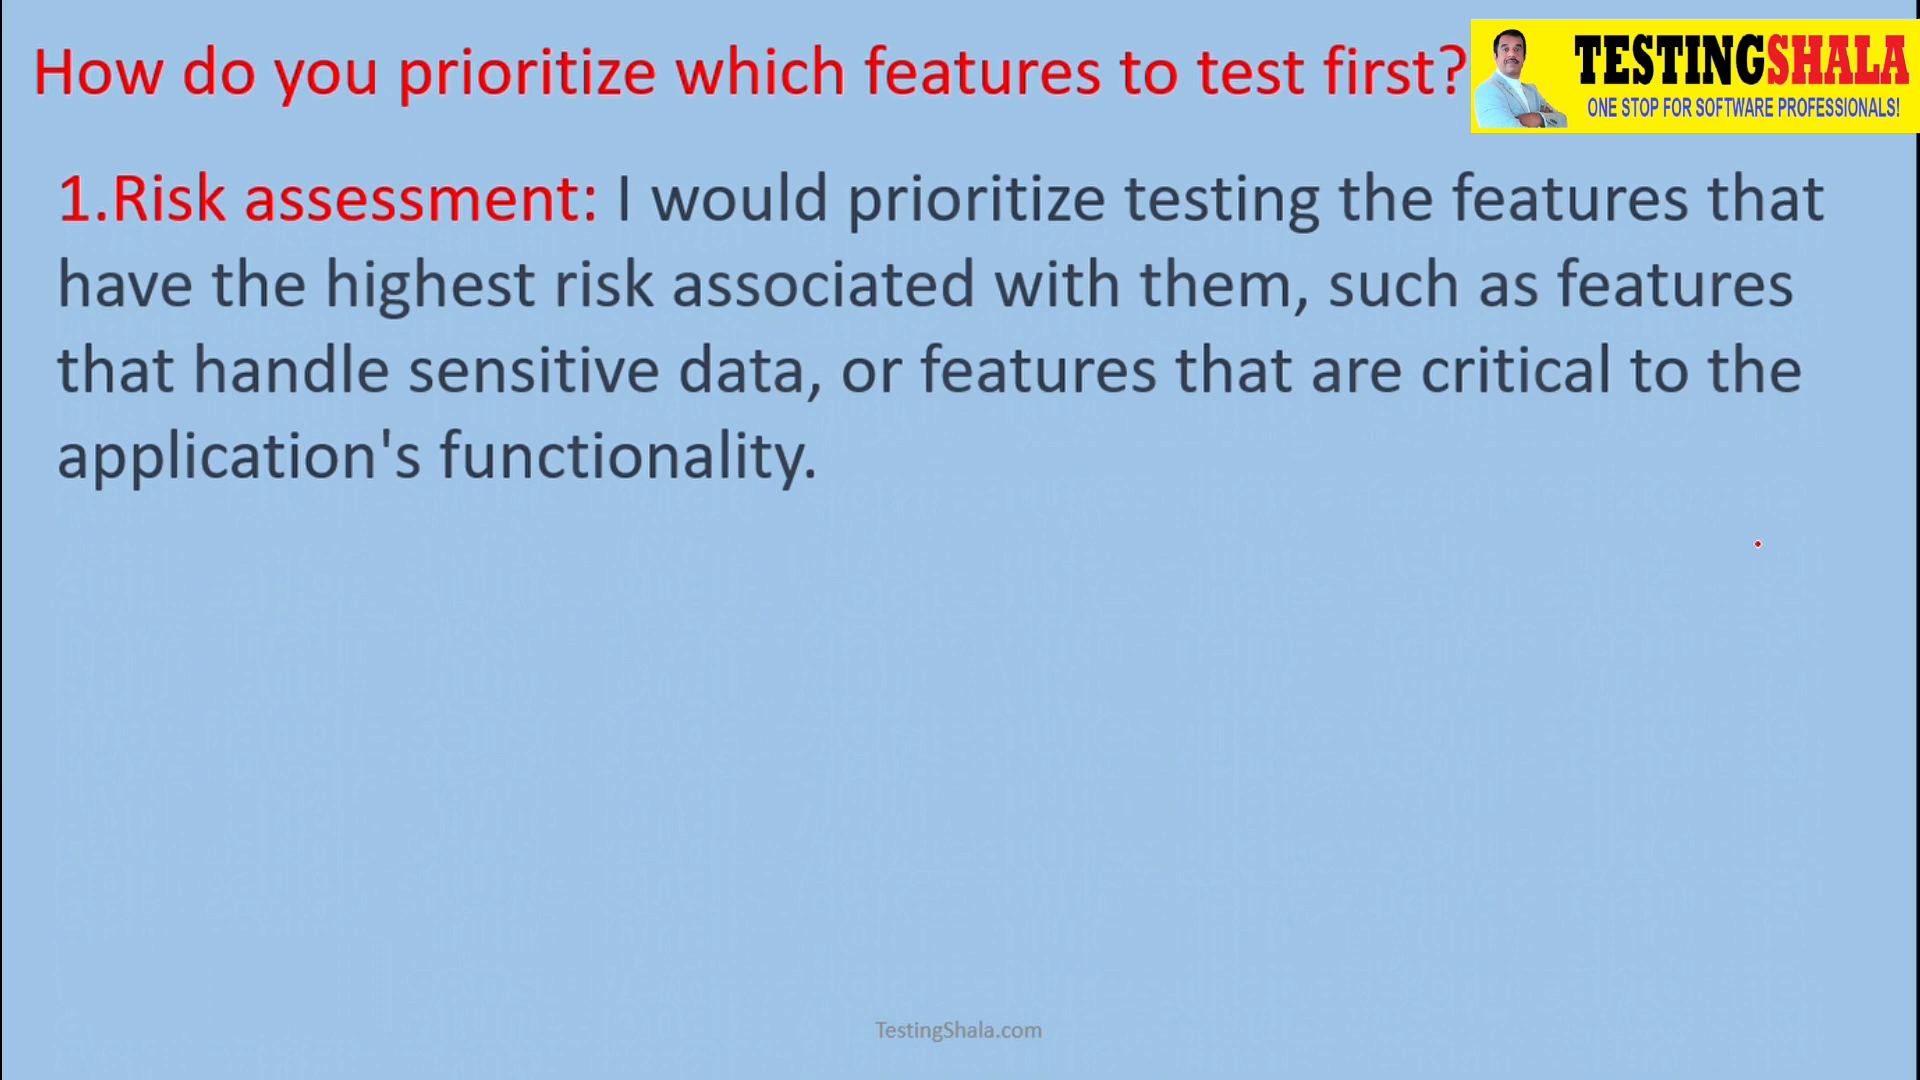 How do you prioritize which features to test first?
TESTINGSHALA
ONE STOP FOR SOFTWARE PROFESSIONALS!
1.Risk assessment: I would prioritize testing the features that
have the highest risk associated with them, such as features
that handle sensitive data, or features that are critical to the
application's functionality.
TestingShala.com